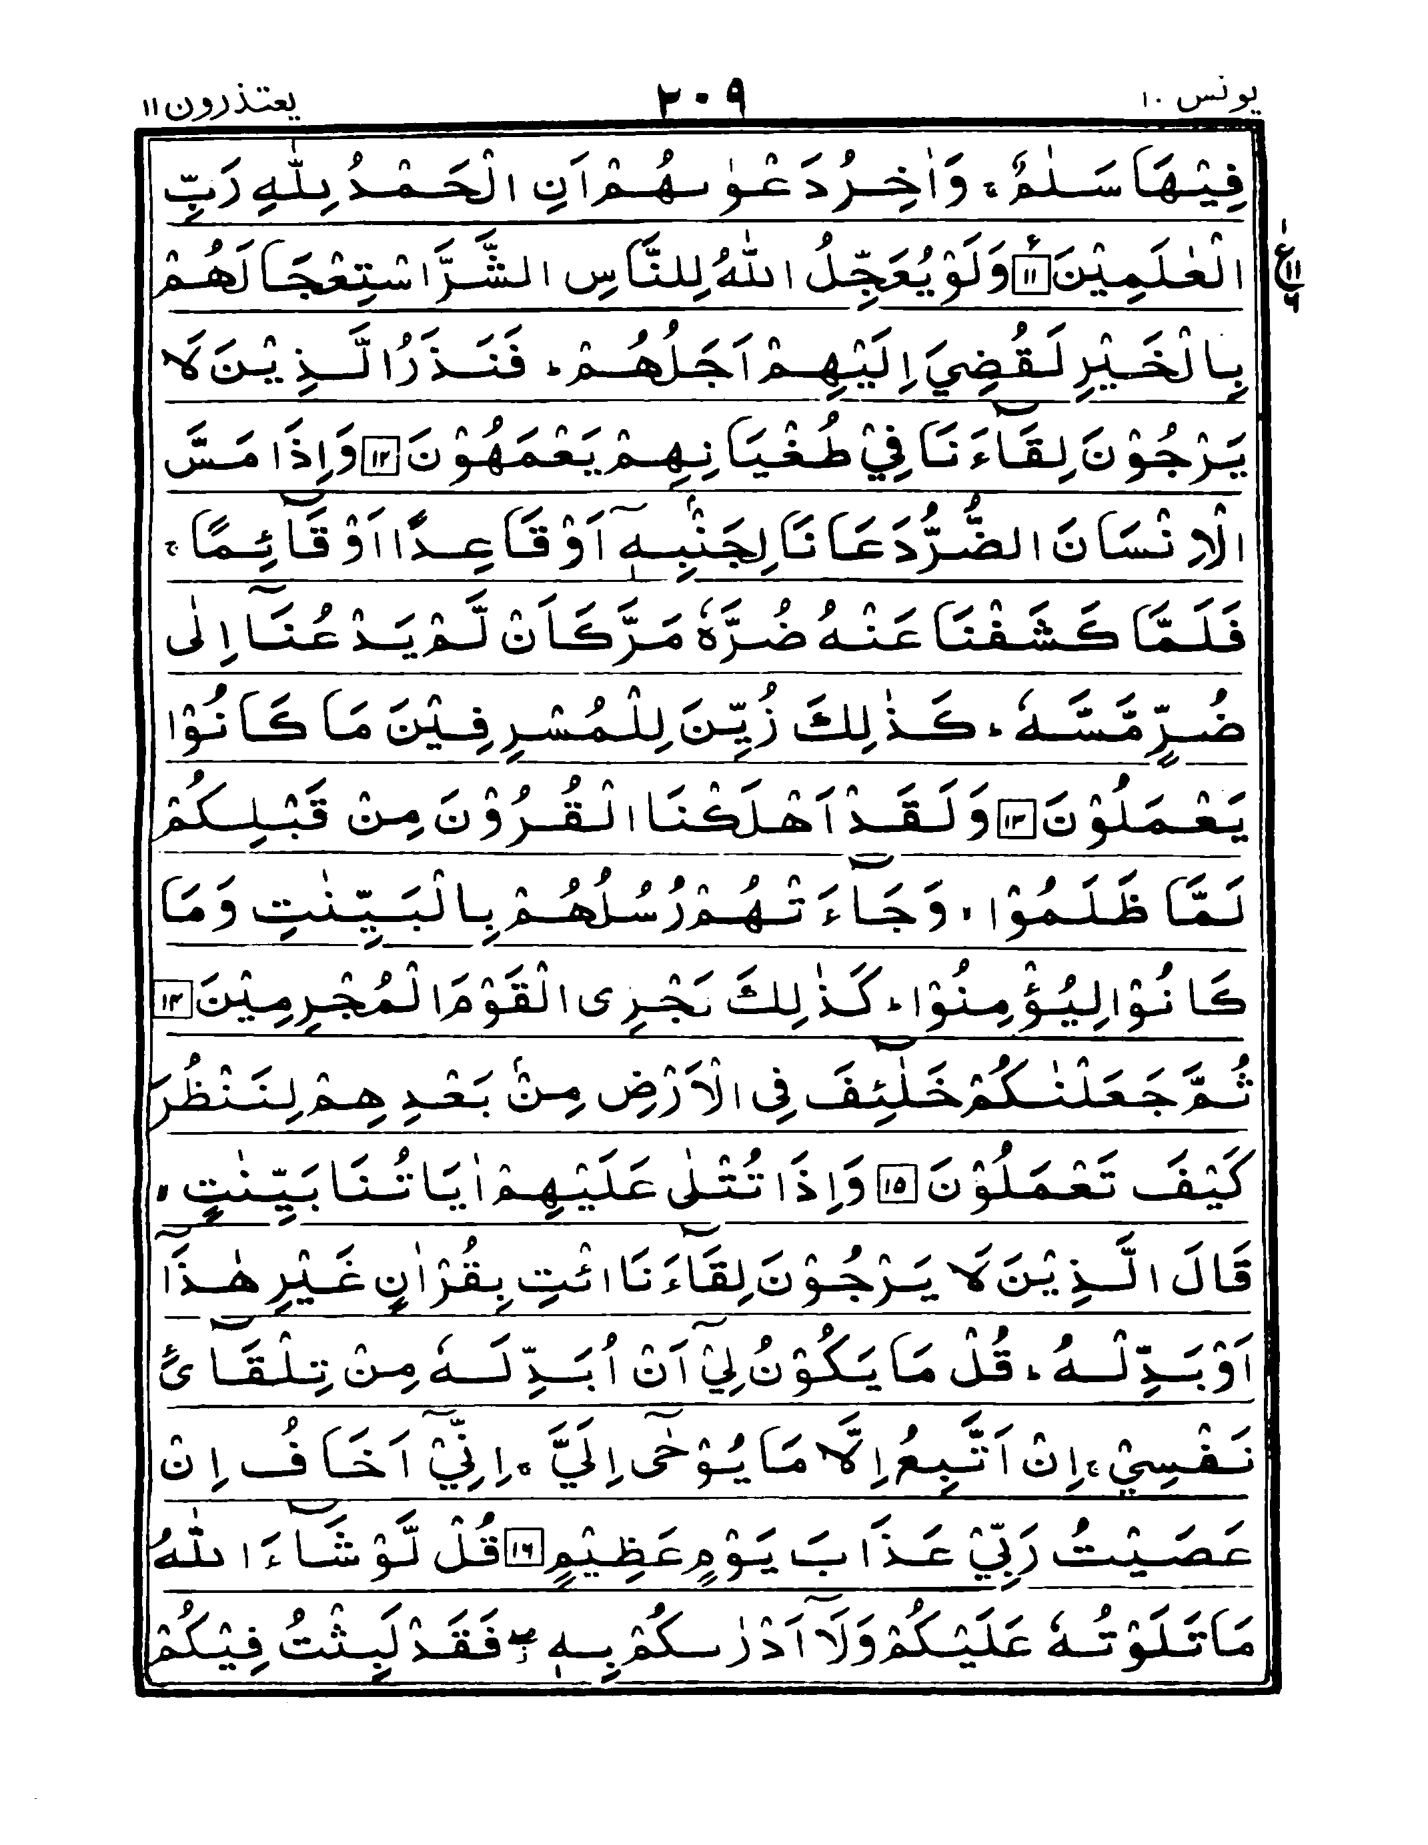 يونس ١٠ ٢٠٩ يعتذرون ١١
فِيْهَا سَلٰمٌ ۚ وَاٰخِرُ دَعْوٰىهُمْ اَنِ الْحَمْدُ لِلّٰهِ رَبِّ
الْعٰلَمِيْنَ ١١ وَلَوْ يُعَجِّلُ اللّٰهُ لِلنَّاسِ الشَّرَّ اسْتِعْجَالَهُمْ
بِالْخَيْرِ لَقُضِيَ اِلَيْهِمْ اَجَلُهُمْ ؕ فَنَذَرُ الَّذِيْنَ لَا
يَرْجُوْنَ لِقَآءَنَا فِيْ طُغْيَانِهِمْ يَعْمَهُوْنَ ١٢ وَاِذَا مَسَّ
الْاِنْسَانَ الضُّرُّ دَعَانَا لِجَنْۢبِهٖۤ اَوْ قَاعِدًا اَوْ قَآئِمًا ۚ
فَلَمَّا كَشَفْنَا عَنْهُ ضُرَّهٗ مَرَّ كَاَنْ لَّمْ يَدْعُنَاۤ اِلٰى
ضُرٍّ مَّسَّهٗ ؕ كَذٰلِكَ زُيِّنَ لِلْمُسْرِفِيْنَ مَا كَانُوْا
يَعْمَلُوْنَ ١٣ وَلَقَدْ اَهْلَكْنَا الْقُرُوْنَ مِنْ قَبْلِكُمْ
لَمَّا ظَلَمُوْا ۙ وَجَآءَتْهُمْ رُسُلُهُمْ بِالْبَيِّنٰتِ وَمَا
كَانُوْا لِيُؤْمِنُوْا ؕ كَذٰلِكَ نَجْزِى الْقَوْمَ الْمُجْرِمِيْنَ ١٤
ثُمَّ جَعَلْنٰكُمْ خَلٰٓئِفَ فِى الْاَرْضِ مِنْۢ بَعْدِهِمْ لِنَنْظُرَ
كَيْفَ تَعْمَلُوْنَ ١٥ وَاِذَا تُتْلٰى عَلَيْهِمْ اٰيَاتُنَا بَيِّنٰتٍ ۙ
قَالَ الَّذِيْنَ لَا يَرْجُوْنَ لِقَآءَنَا ائْتِ بِقُرْاٰنٍ غَيْرِ هٰذَاۤ
اَوْ بَدِّلْهُ ؕ قُلْ مَا يَكُوْنُ لِيْۤ اَنْ اُبَدِّلَهٗ مِنْ تِلْقَآئِ
نَفْسِيْ ۚ اِنْ اَتَّبِعُ اِلَّا مَا يُوْحٰۤى اِلَيَّ ۚ اِنِّيْۤ اَخَافُ اِنْ
عَصَيْتُ رَبِّيْ عَذَابَ يَوْمٍ عَظِيْمٍ ١٦ قُلْ لَّوْ شَآءَ اللّٰهُ
مَا تَلَوْتُهٗ عَلَيْكُمْ وَلَاۤ اَدْرٰىكُمْ بِهٖ ۖ فَقَدْ لَبِثْتُ فِيْكُمْ